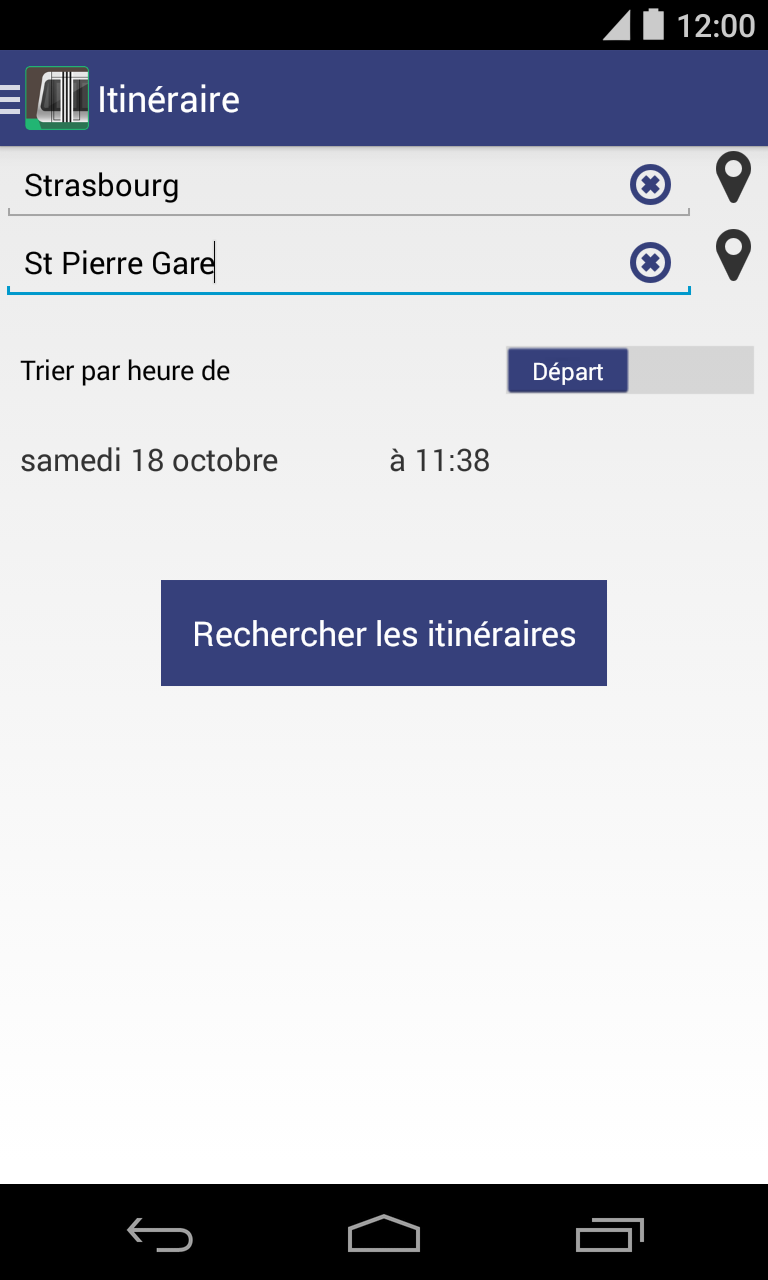 12:00
Itinéraire
Strasbourg
St Pierre Gare
Trier par heure de
Départ
samedi 18 octobre à 11:38
Rechercher les itinéraires